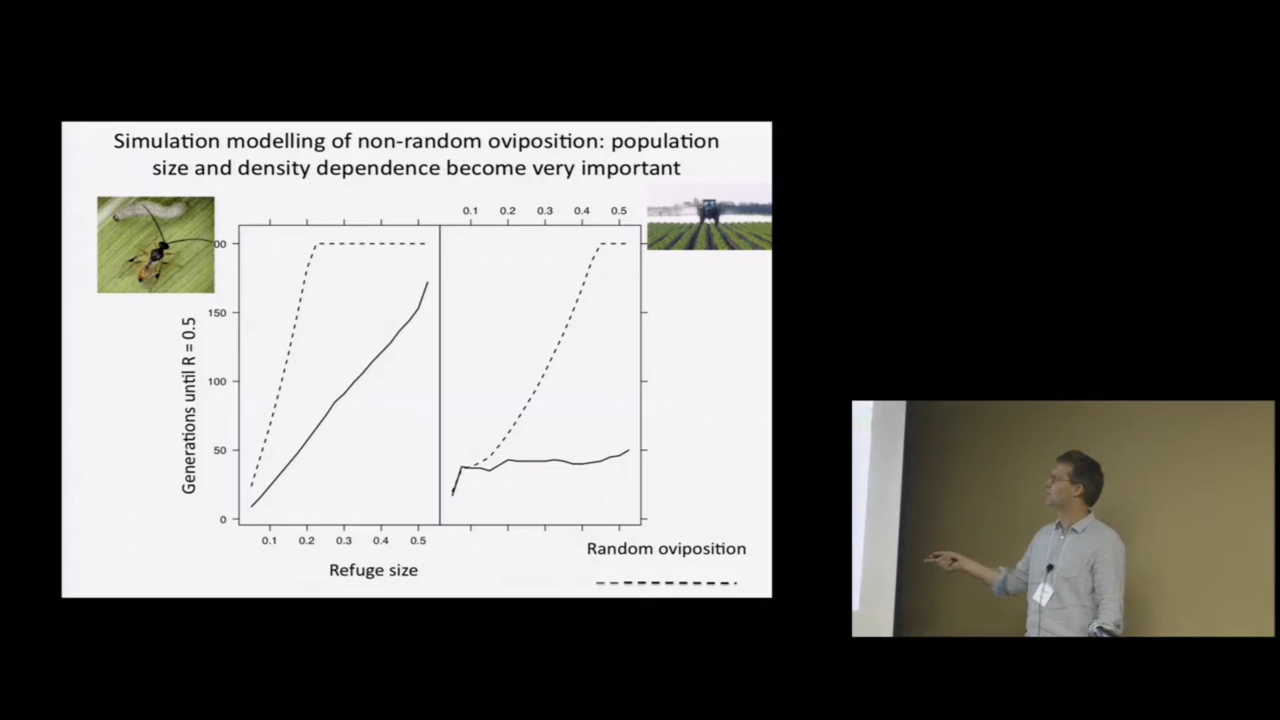 Simulation modelling of non-random oviposition: population
size and density dependence become very important
0.1 0.2 0.3 0.4 0.5
00
150
100
50
0
Generations until R = 0.5
0.1 0.2 0.3 0.4 0.5
Refuge size
Random oviposition